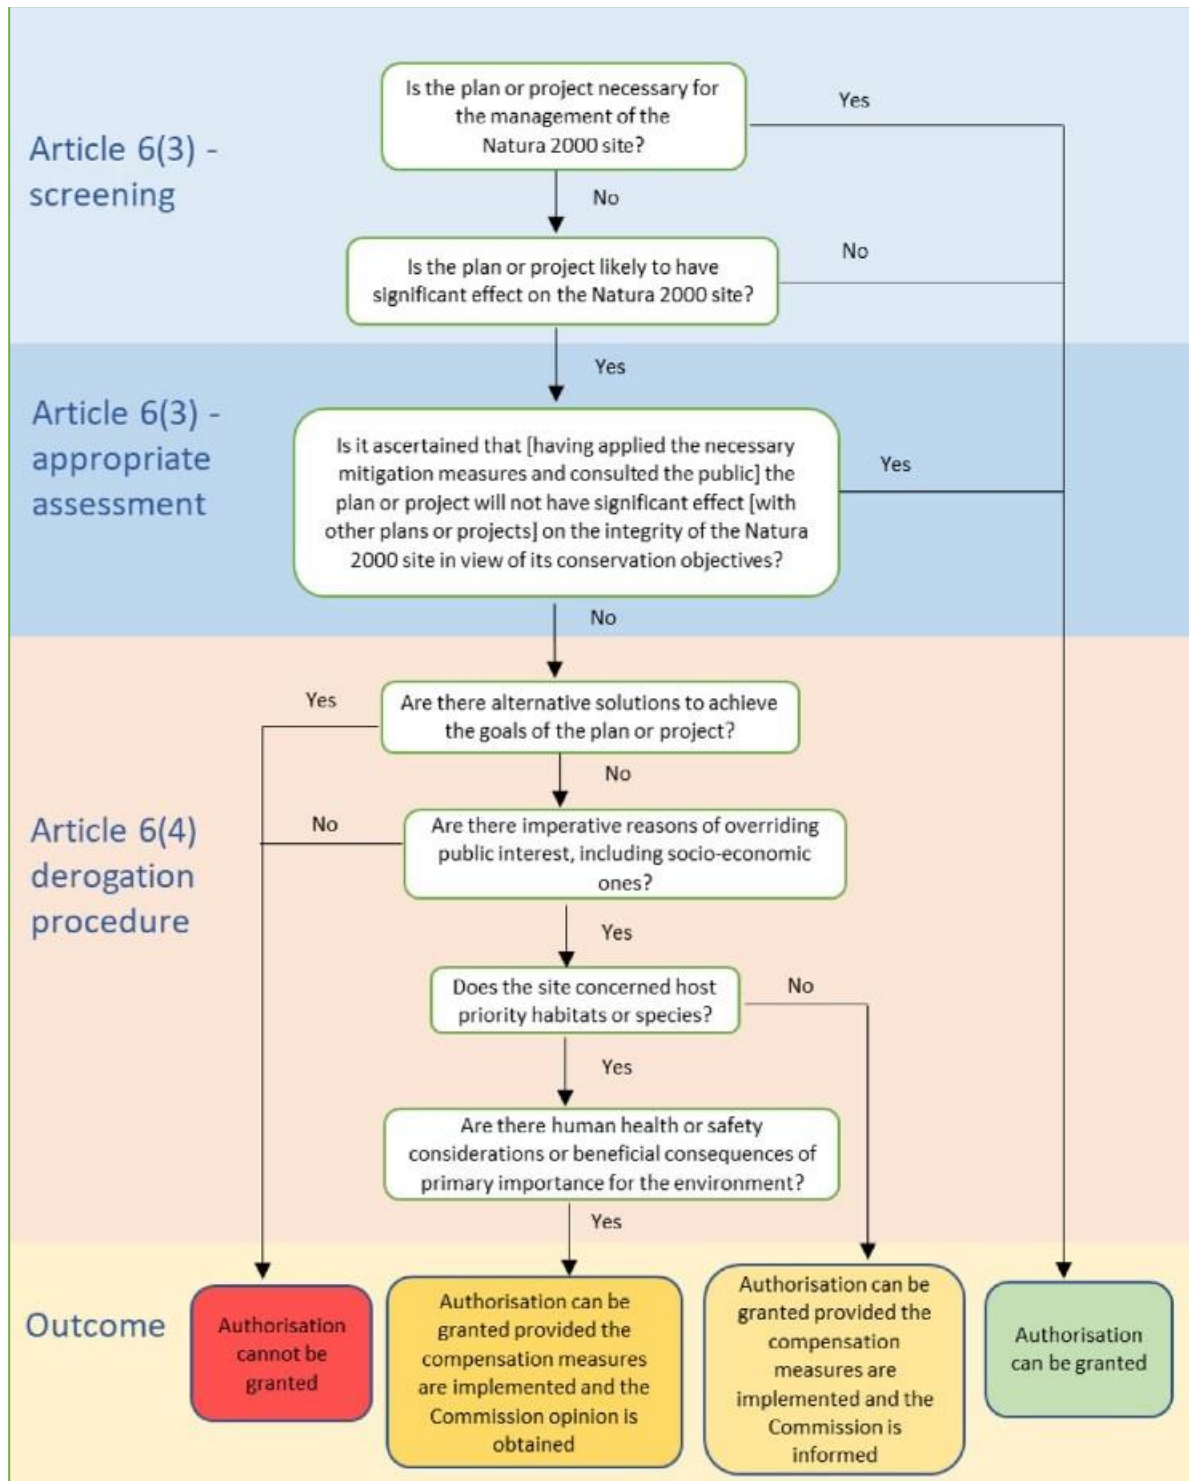 Is the plan or project necessary for
the management of the
Natura 2000 site?
Yes
Article 6(3) -
screening
No
Is the plan or project likely to have
significant effect on the Natura 2000 site?
No
Yes
Article 6(3) -
appropriate
assessment
Is it ascertained that [having applied the necessary
mitigation measures and consulted the public] the
plan or project will not have significant effect [with
other plans or projects] on the integrity of the Natura
2000 site in view of its conservation objectives?
Yes
No
Are there alternative solutions to achieve
the goals of the plan or project?
Yes
No
Article 6(4)
derogation
procedure
Are there imperative reasons of overriding
public interest, including socio-economic
ones?
No
Yes
Does the site concerned host
priority habitats or species?
No
Yes
Are there human health or safety
considerations or beneficial consequences of
primary importance for the environment?
Yes
Outcome
Authorisation
cannot be
granted
Authorisation can be
granted provided the
compensation measures
are implemented and the
Commission opinion is
obtained
Authorisation can be
granted provided the
compensation
measures are
implemented and the
Commission is
informed
Authorisation
can be granted